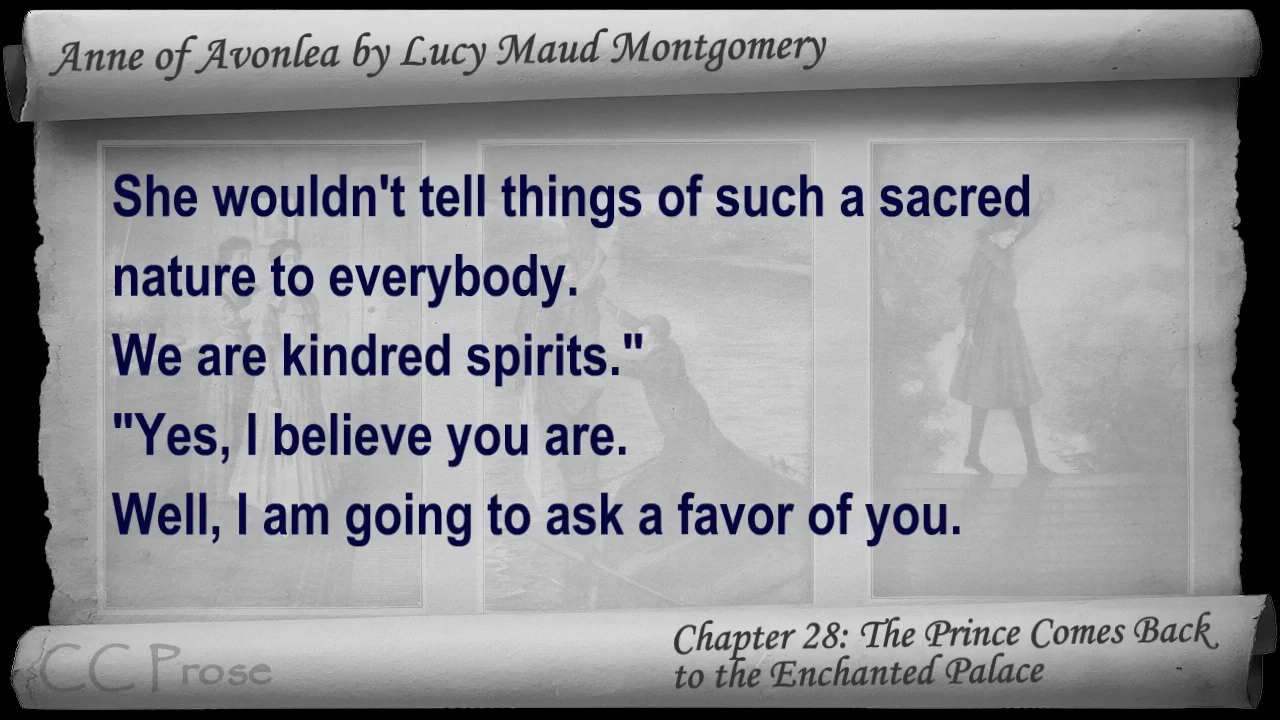 Anne of Avonlea by Lucy Maud Montgomery
She wouldn't tell things of such a sacred
nature to everybody.
We are kindred spirits."
"Yes, I believe you are.
Well, I am going to ask a favor of you.
Chapter 28: The Prince Comes Back
to the Enchanted Palace
CC Prose